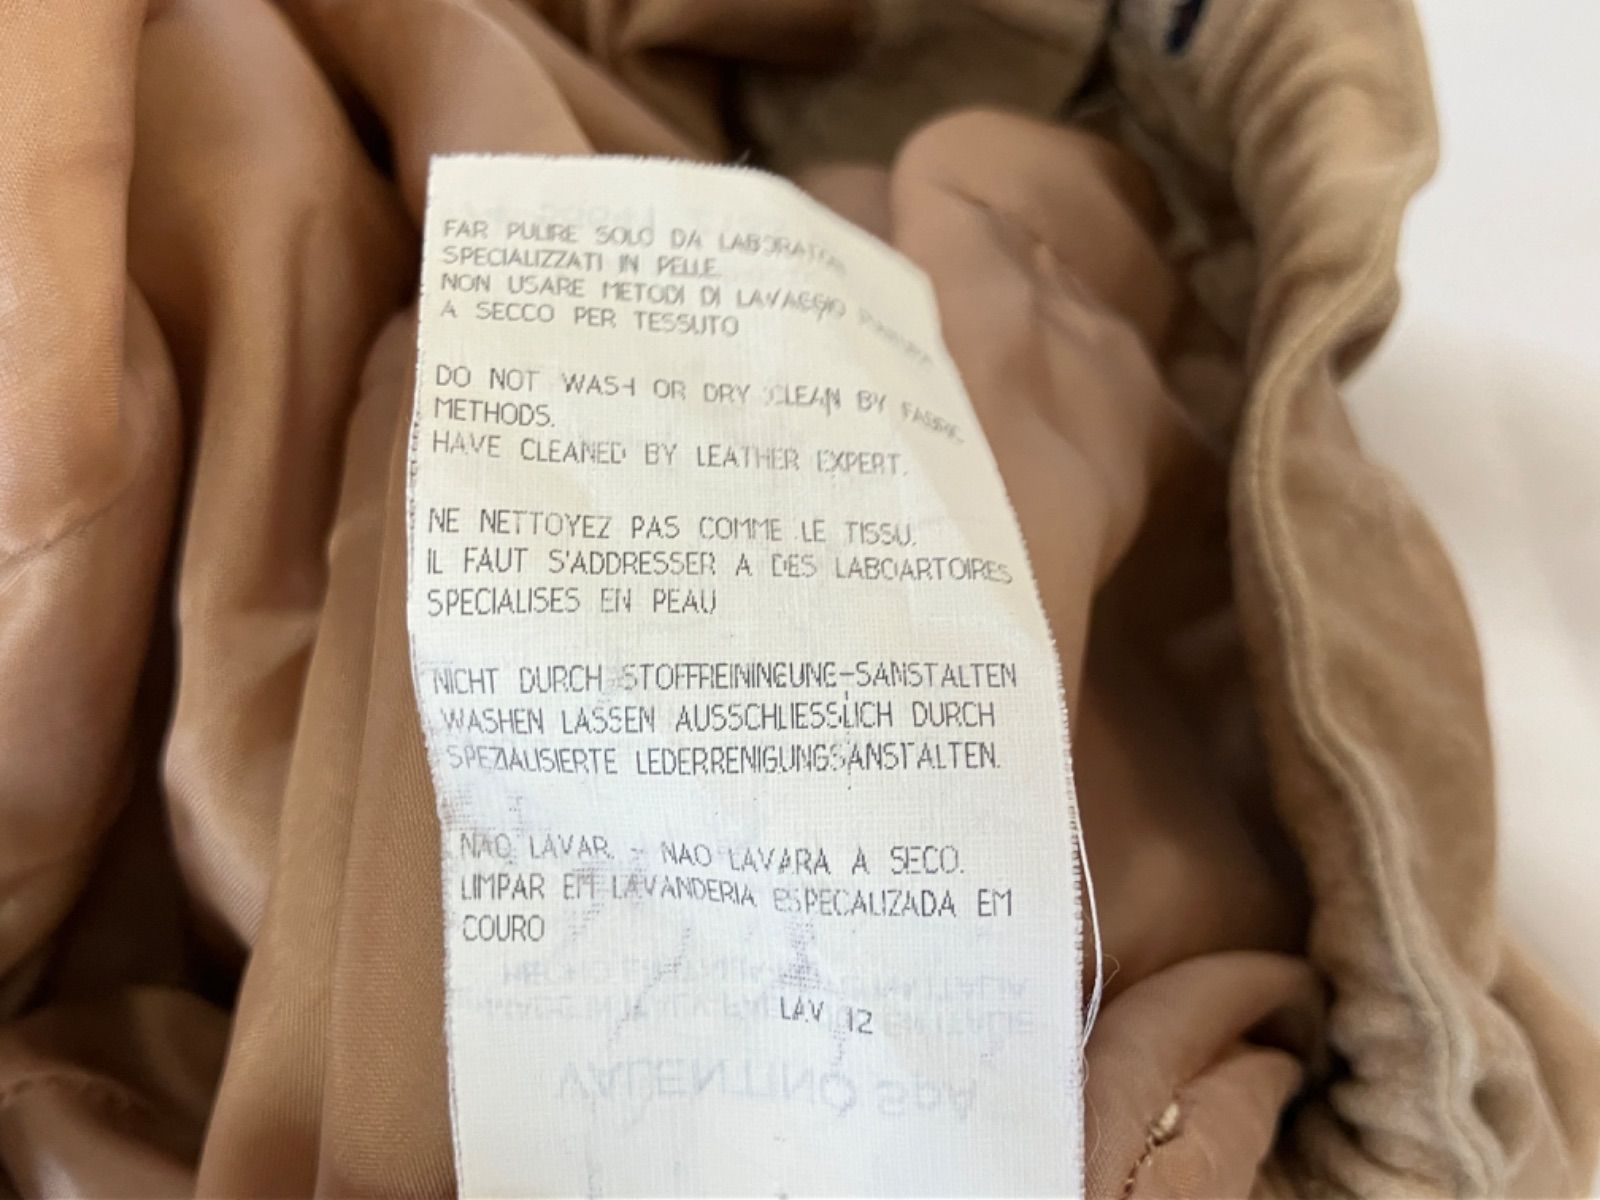 FAR PULIRE SOLO DA LABORATORI
SPECIALIZZATI IN PELLE
NON USARE METODI DI LAVAGGIO
A SECCO PER TESSUTO
DO NOT WASH OR DRY CLEAN BY FABRIC
METHODS.
HAVE CLEANED BY LEATHER EXPERT.
NE NETTOYEZ PAS COMME LE TISSU.
IL FAUT S'ADDRESSER A DES LABOARTOIRES
SPECIALISES EN PEAU
NICHT DURCH STOFFREININGUNG-SANSTALTEN
WASHEN LASSEN AUSSCHLIESSLICH DURCH
SPEZIALISIERTE LEDERRENIGUNGSANSTALTEN.
NAO LAVAR - NAO LAVARA A SECO.
LIMPAR EM LAVANDERIA ESPECALIZADA EM
COURO
LAV 12
VALENTINO SPA